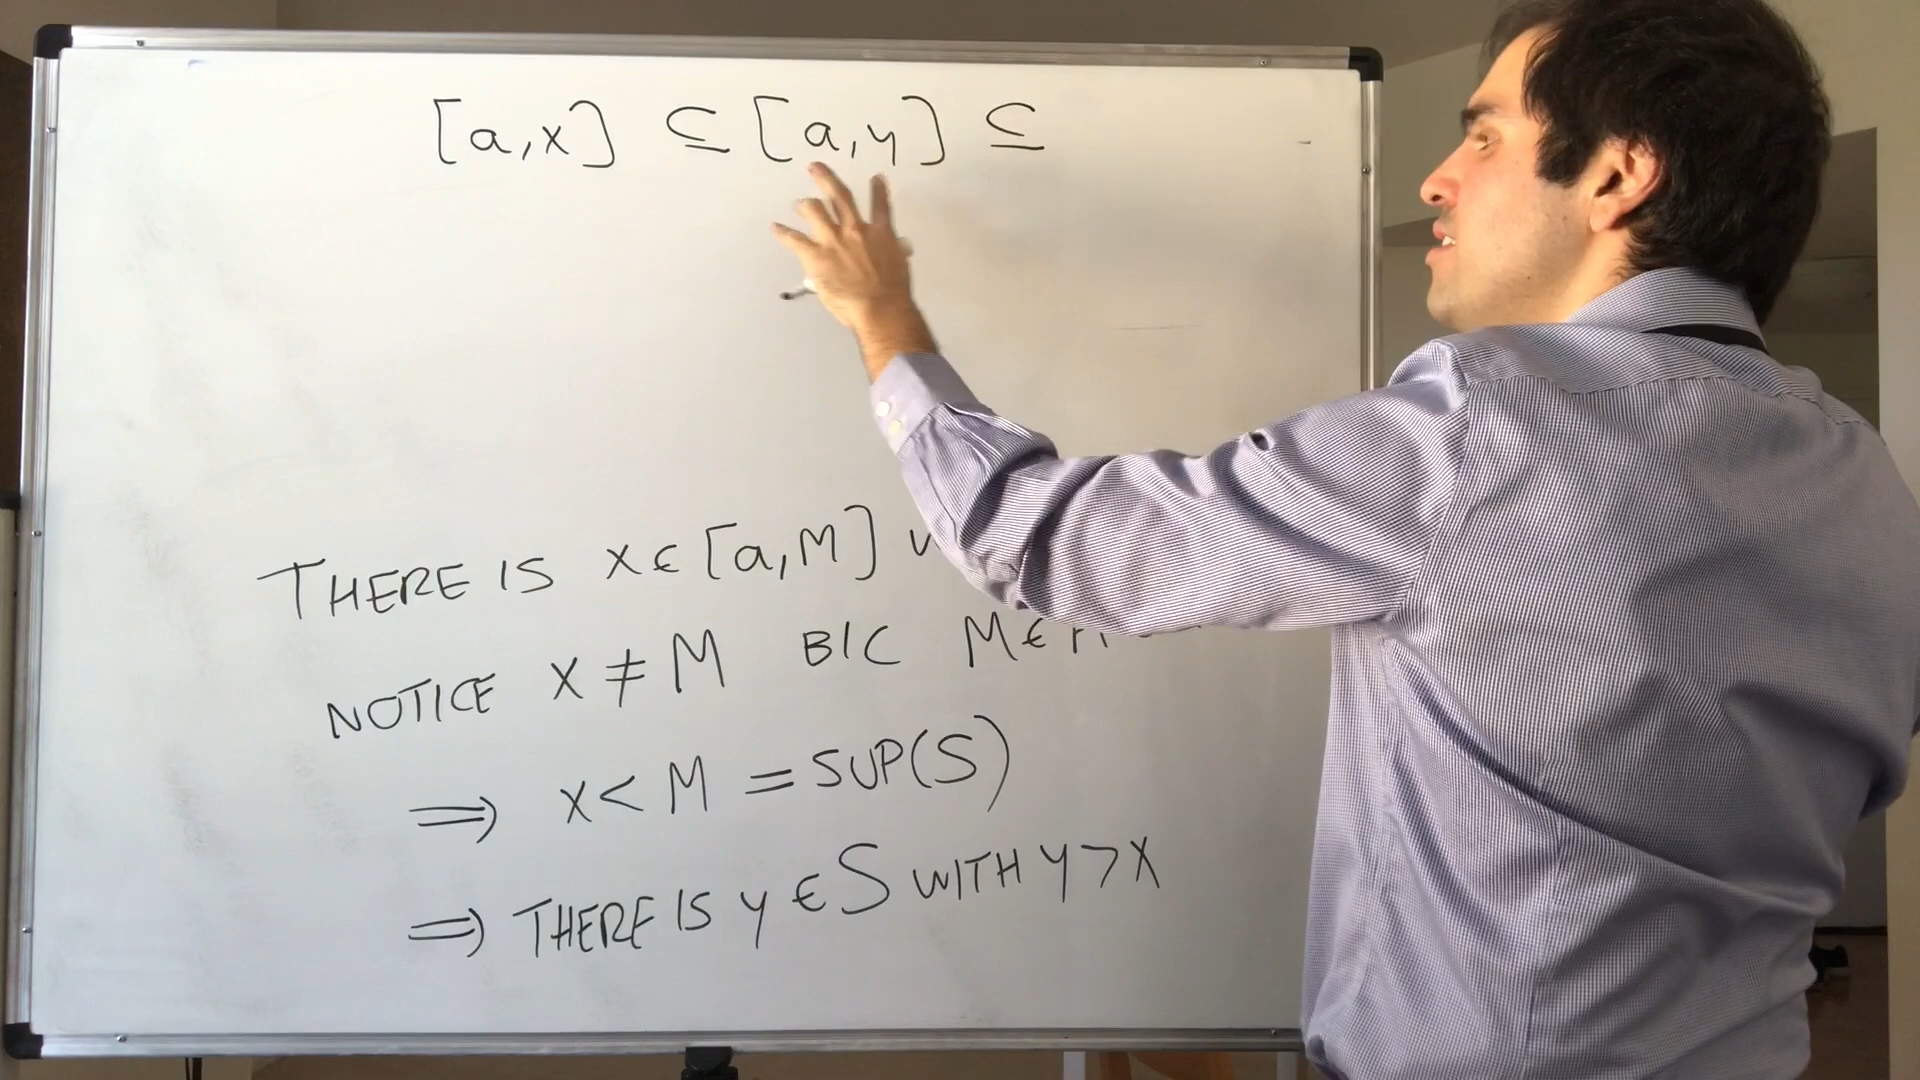 [a,x] ⊆ [a,y] ⊆
THERE IS x ∈ [a,M]
NOTICE x ≠ M B/C M ∈
⇒ x < M = SUP(S)
⇒ THERE IS y ∈ S WITH y > x